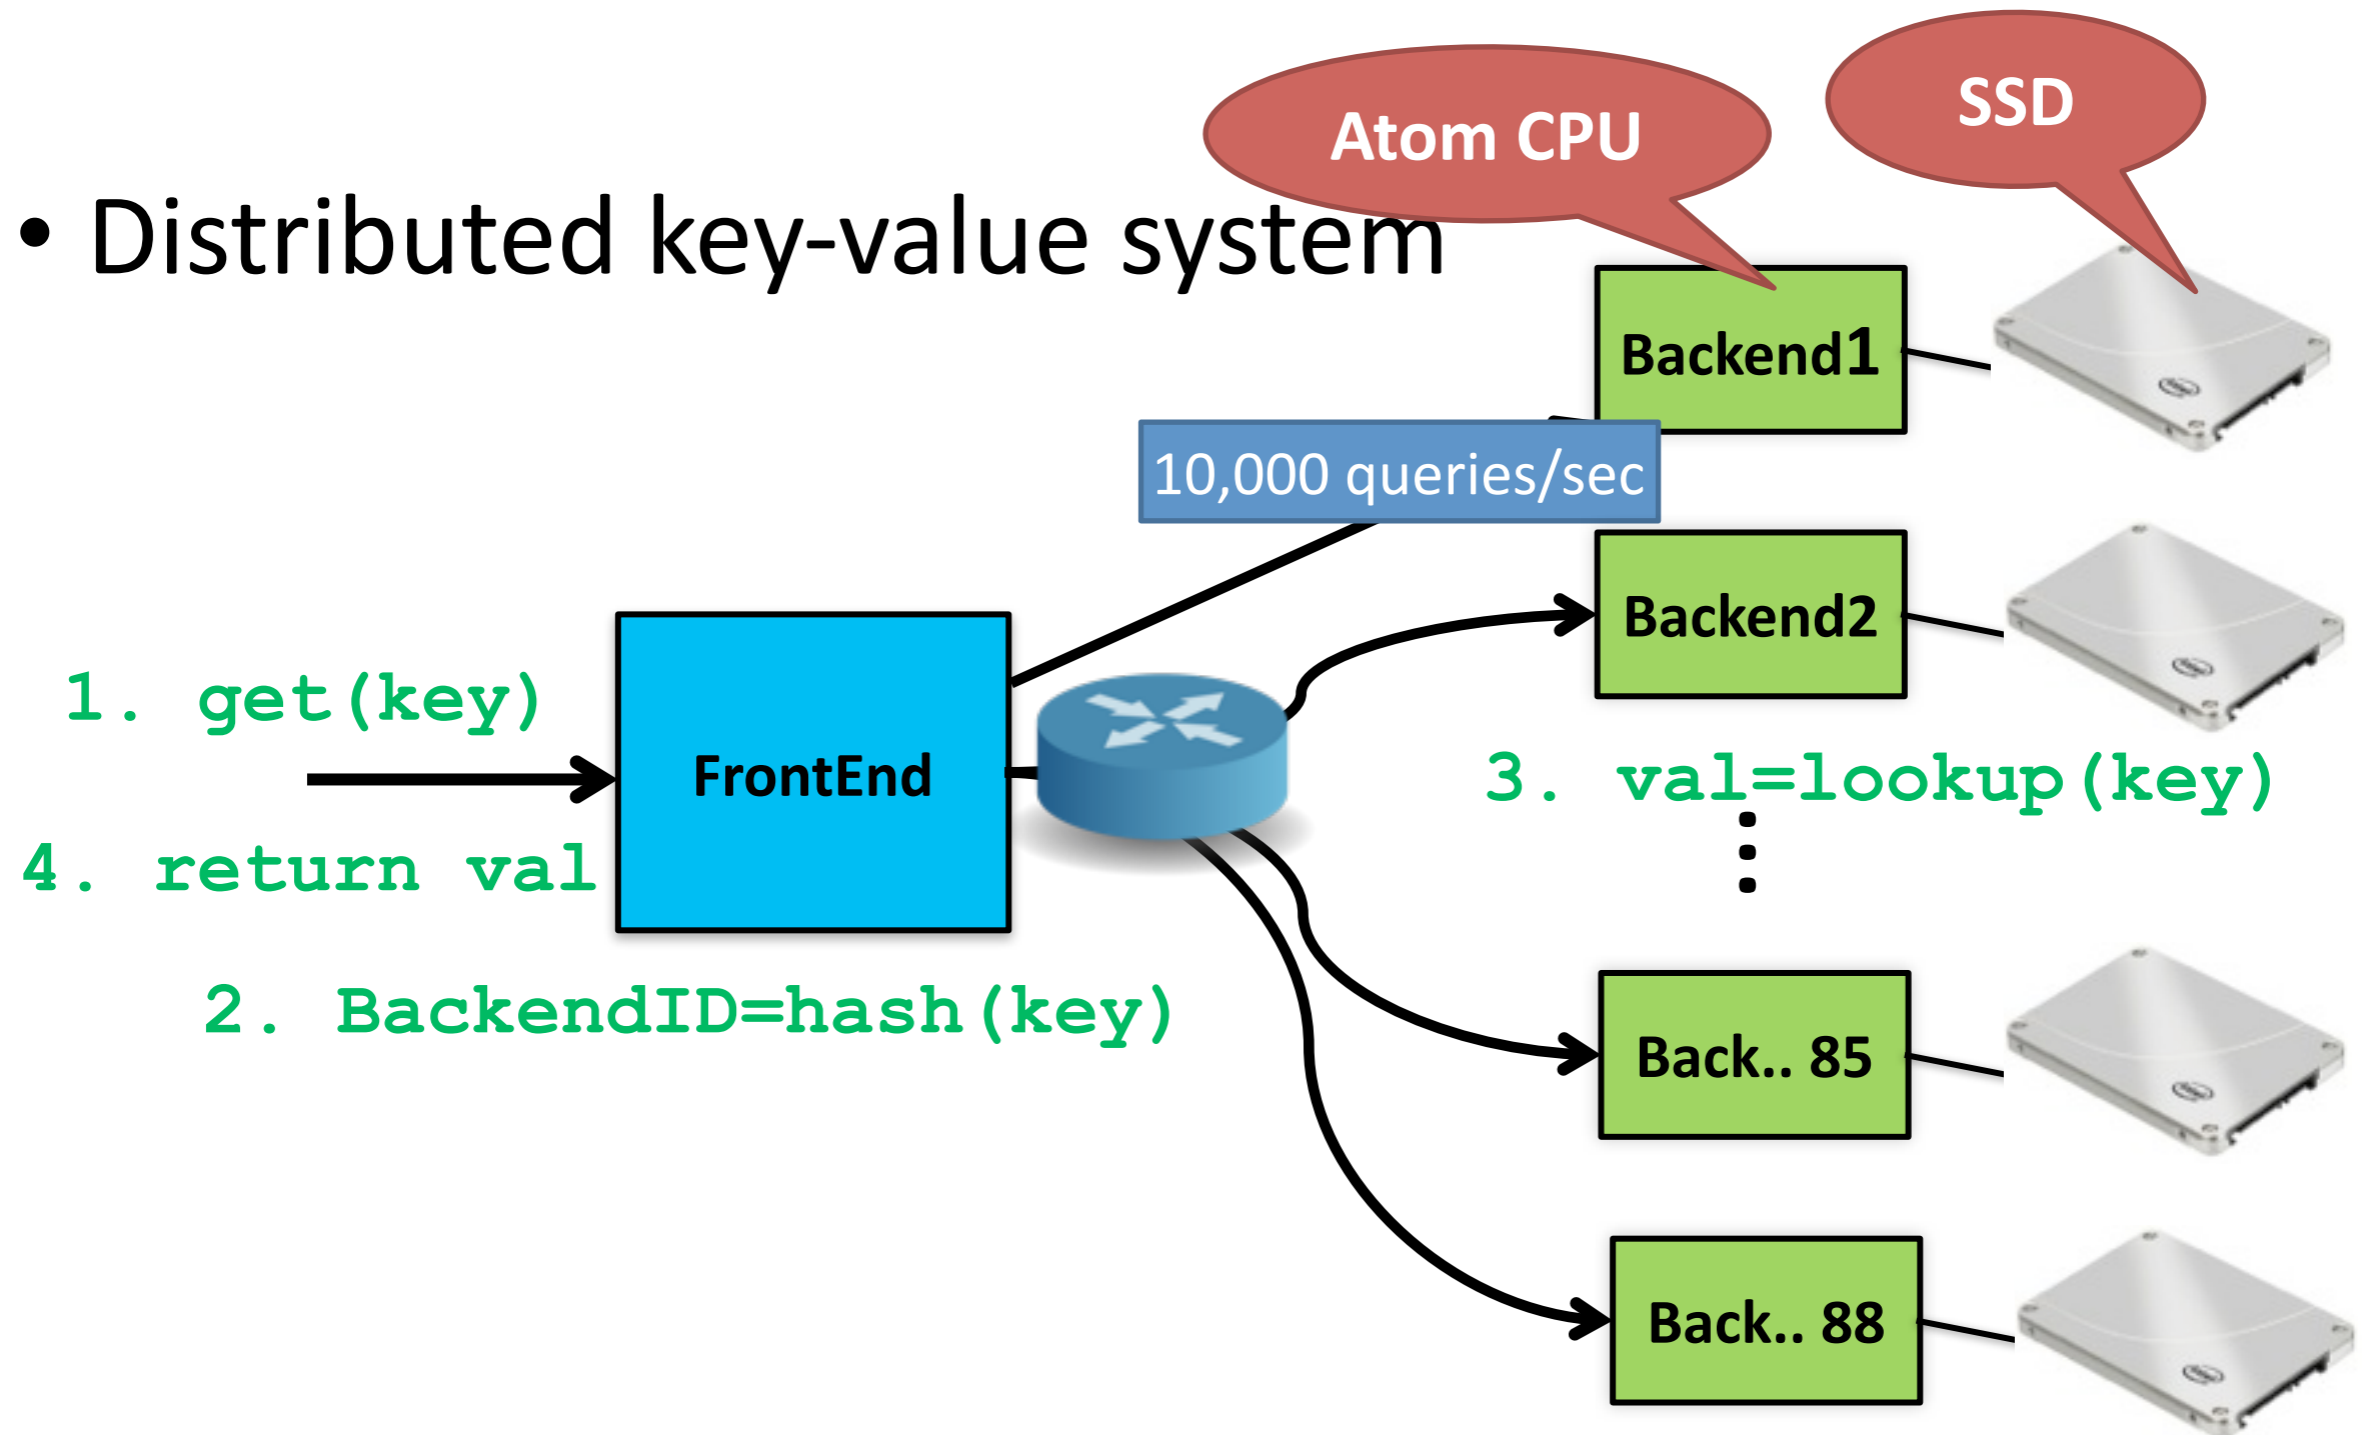 Atom CPU
SSD
• Distributed key-value system
Backend1
10,000 queries/sec
Backend2
1. get(key)
FrontEnd
3. val=lookup(key)
4. return val
2. BackendID=hash(key)
Back.. 85
Back.. 88